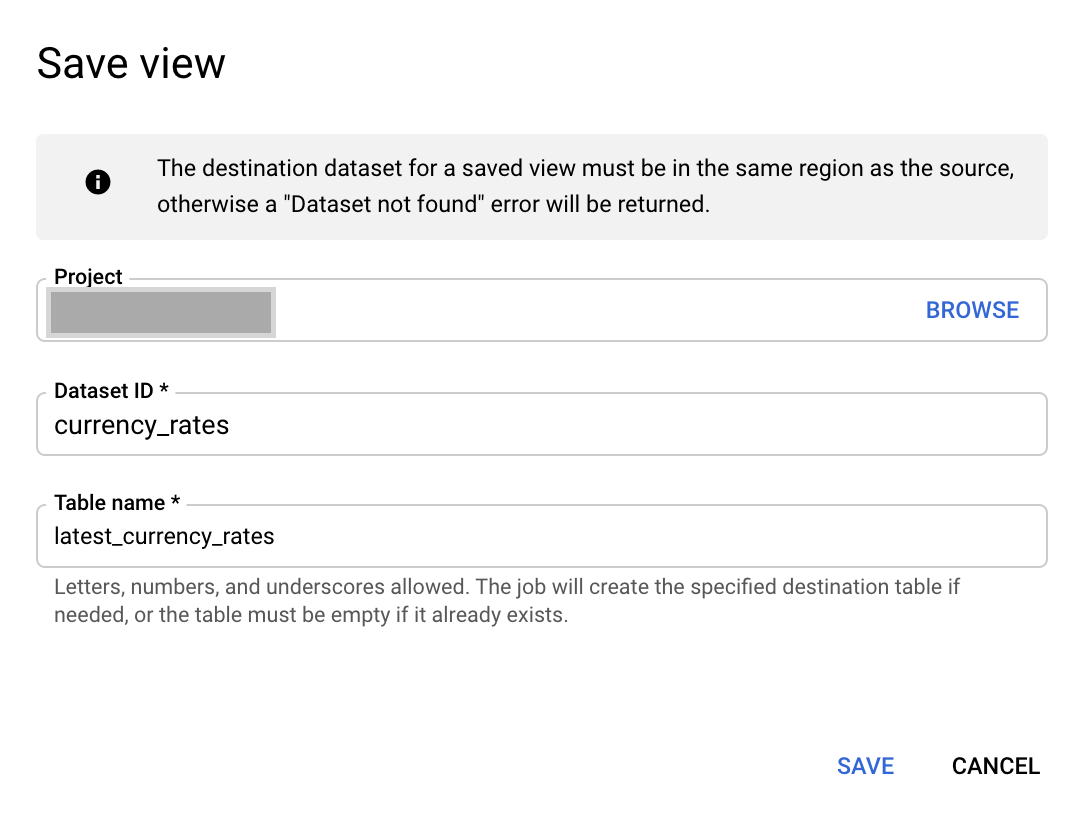 Save view
The destination dataset for a saved view must be in the same region as the source,
otherwise a "Dataset not found" error will be returned.
Project
BROWSE
Dataset ID *
currency_rates
Table name *
latest_currency_rates
Letters, numbers, and underscores allowed. The job will create the specified destination table if
needed, or the table must be empty if it already exists.
SAVE CANCEL